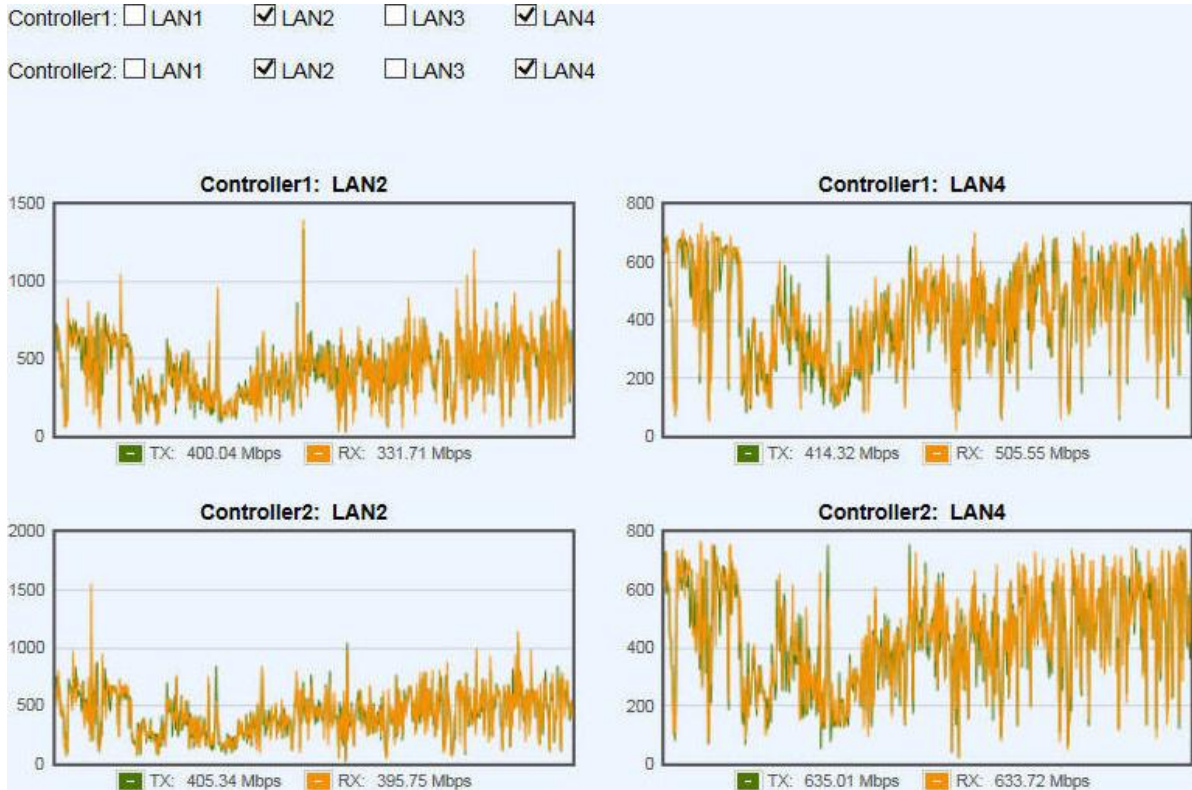 Controller1: LAN1 LAN2 LAN3 LAN4
Controller2: LAN1 LAN2 LAN3 LAN4
Controller1: LAN2
1500
1000
500
0
TX: 400.04 Mbps RX: 331.71 Mbps
Controller1: LAN4
800
600
400
200
0
TX: 414.32 Mbps RX: 505.55 Mbps
Controller2: LAN2
2000
1500
1000
500
0
TX: 405.34 Mbps RX: 395.75 Mbps
Controller2: LAN4
800
600
400
200
0
TX: 635.01 Mbps RX: 633.72 Mbps